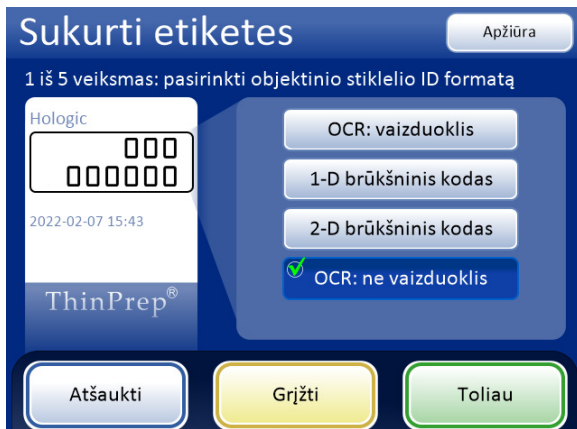 Sukurti etiketes
Apžiūra
1 iš 5 veiksmas: pasirinkti objektinio stiklelio ID formatą
Hologic
000
000000
2022-02-07 15:43
ThinPrep®
OCR: vaizduoklis
1-D brūkšninis kodas
2-D brūkšninis kodas
OCR: ne vaizduoklis
Atšaukti
Grįžti
Toliau